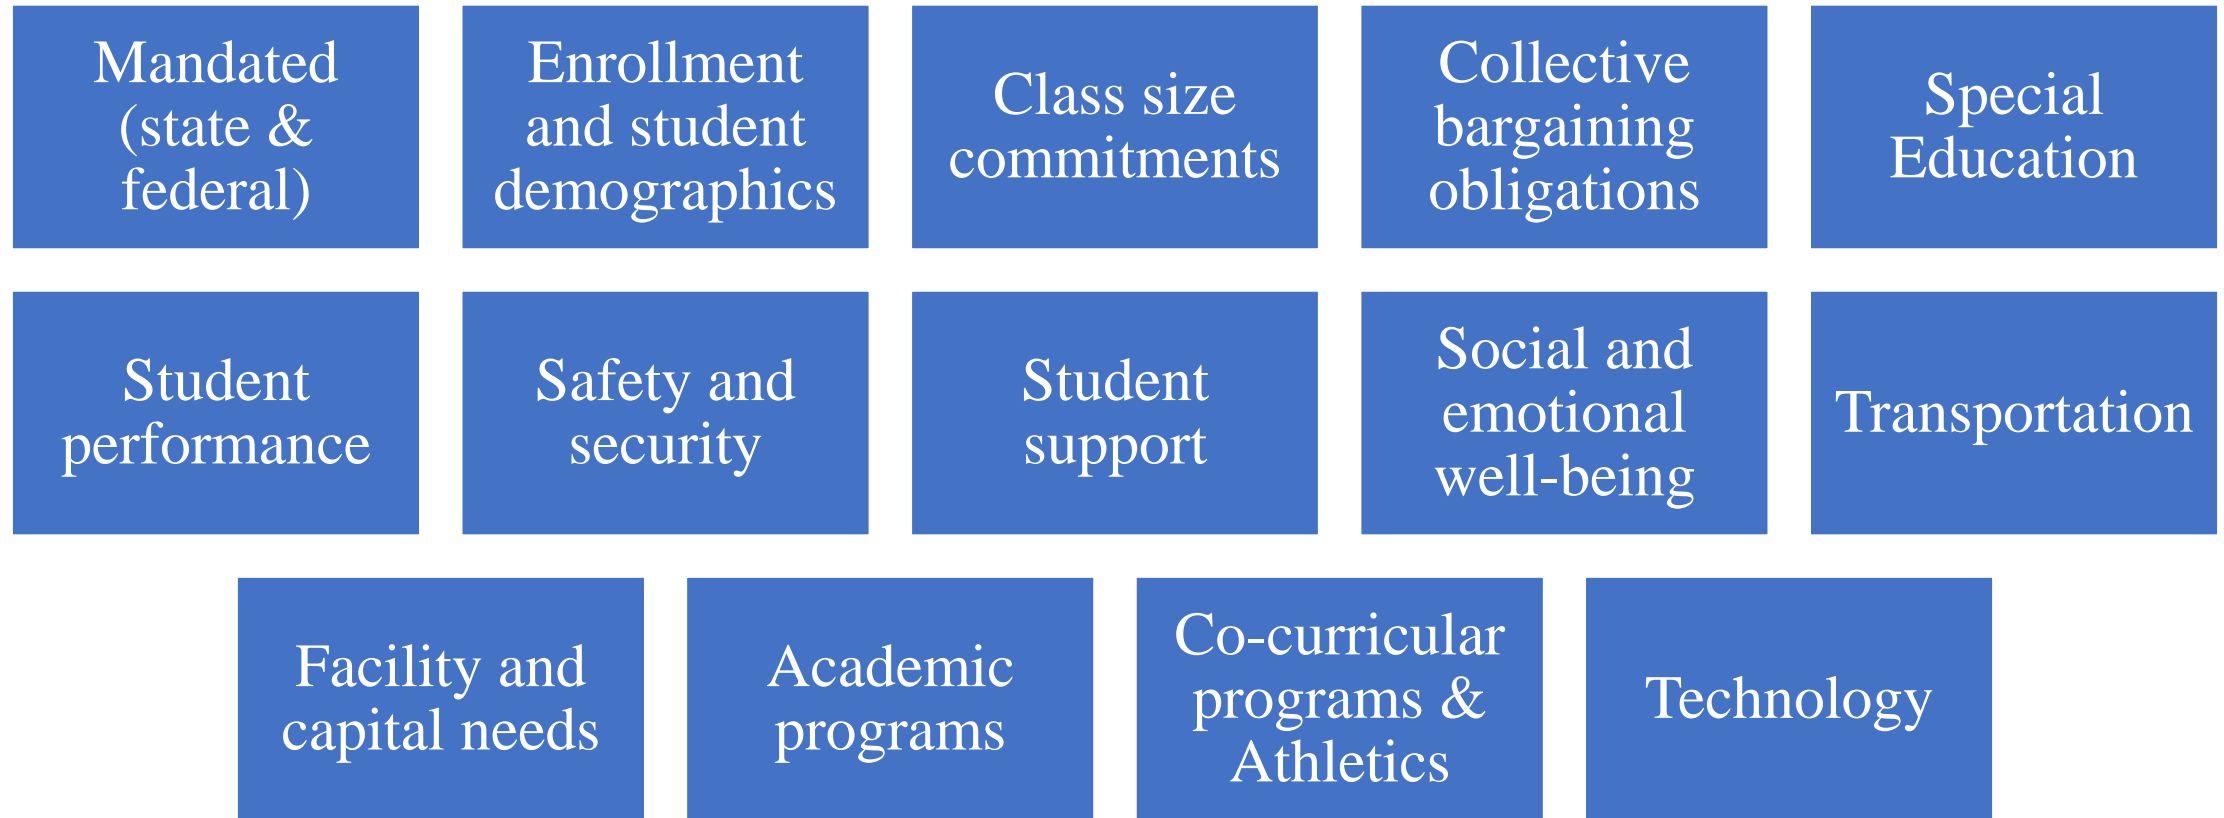 Mandated
(state &
federal)
Enrollment
and student
demographics
Class size
commitments
Collective
bargaining
obligations
Special
Education
Student
performance
Safety and
security
Student
support
Social and
emotional
well-being
Transportation
Facility and
capital needs
Academic
programs
Co-curricular
programs &
Athletics
Technology